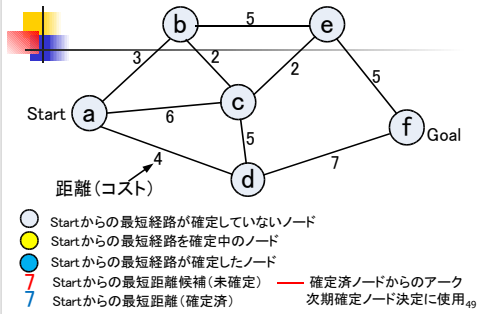 b
5
e
3
2
2
5
Start
a
6
c
5
f
Goal
4
7
d
距離(コスト)
Startからの最短経路が確定していないノード
Startからの最短経路を確定中のノード
Startからの最短経路が確定したノード
7 Startからの最短距離候補(未確定)
確定済ノードからのアーク
7 Startからの最短距離(確定済)
次期確定ノード決定に使用
49